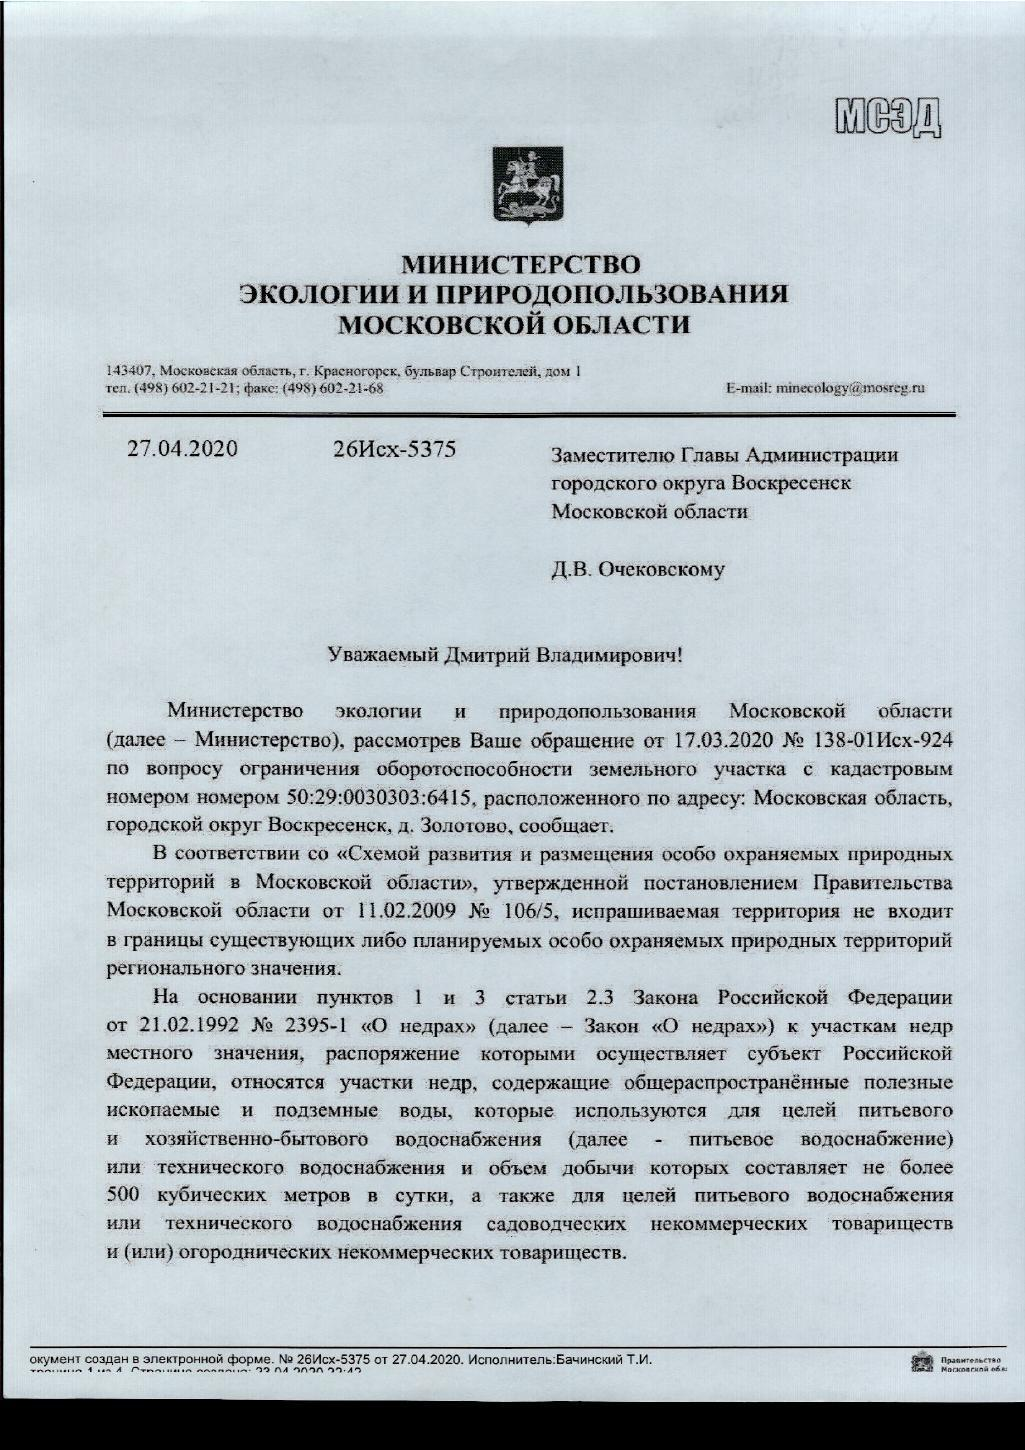 МСЭД
МИНИСТЕРСТВО
ЭКОЛОГИИ И ПРИРОДОПОЛЬЗОВАНИЯ
МОСКОВСКОЙ ОБЛАСТИ
143407, Московская область, г. Красногорск, бульвар Строителей, дом 1
тел. (498) 602-21-21; факс: (498) 602-21-68
E-mail: minecology@mosreg.ru
27.04.2020
26Исх-5375
Заместителю Главы Администрации
городского округа Воскресенск
Московской области
Д.В. Очековскому
Уважаемый Дмитрий Владимирович!
Министерство экологии и природопользования Московской области
(далее – Министерство), рассмотрев Ваше обращение от 17.03.2020 № 138-01Исх-924
по вопросу ограничения оборотоспособности земельного участка с кадастровым
номером номером 50:29:0030303:6415, расположенного по адресу: Московская область,
городской округ Воскресенск, д. Золотово, сообщает.
В соответствии со «Схемой развития и размещения особо охраняемых природных
территорий в Московской области», утвержденной постановлением Правительства
Московской области от 11.02.2009 № 106/5, испрашиваемая территория не входит
в границы существующих либо планируемых особо охраняемых природных территорий
регионального значения.
На основании пунктов 1 и 3 статьи 2.3 Закона Российской Федерации
от 21.02.1992 № 2395-1 «О недрах» (далее – Закон «О недрах») к участкам недр
местного значения, распоряжение которыми осуществляет субъект Российской
Федерации, относятся участки недр, содержащие общераспространённые полезные
ископаемые и подземные воды, которые используются для целей питьевого
и хозяйственно-бытового водоснабжения (далее - питьевое водоснабжение)
или технического водоснабжения и объем добычи которых составляет не более
500 кубических метров в сутки, а также для целей питьевого водоснабжения
или технического водоснабжения садоводческих некоммерческих товариществ
и (или) огороднических некоммерческих товариществ.
окумент создан в электронной форме. № 26Исх-5375 от 27.04.2020. Исполнитель:Бачинский Т.И.
Страница создана: 23.04.2020 22:42
Правительство
Московской обл